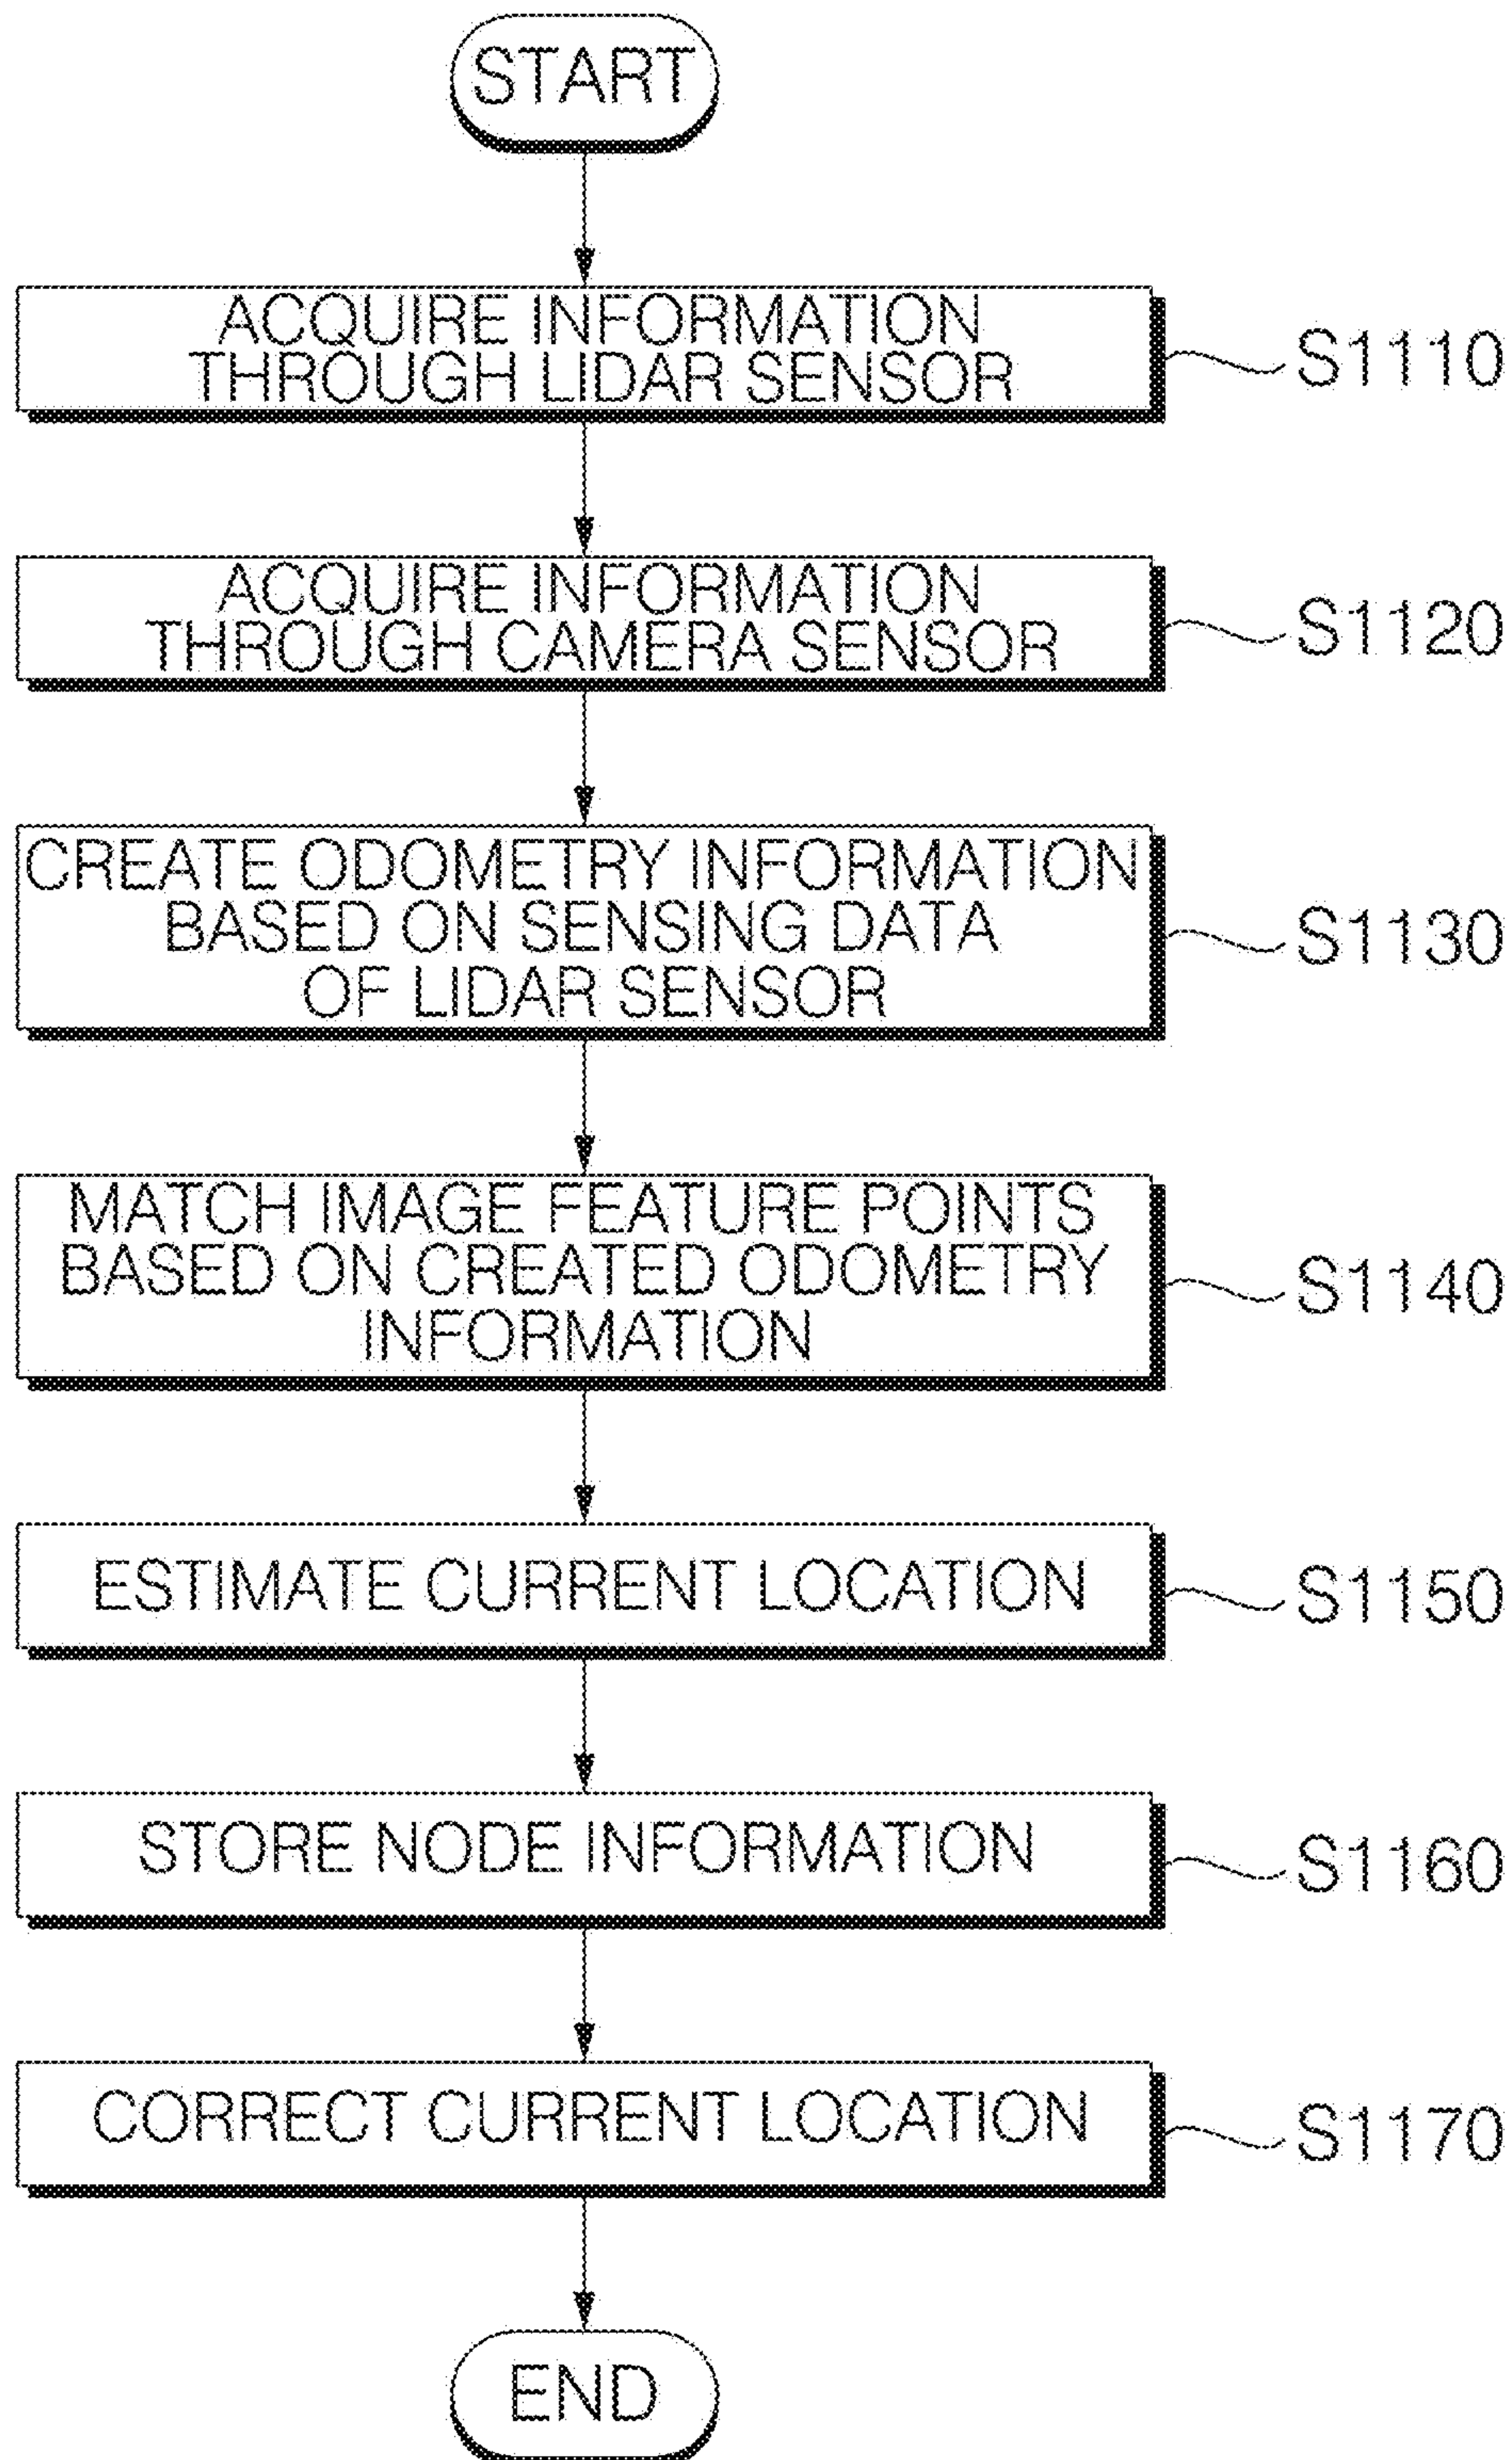 START
ACQUIRE INFORMATION
THROUGH LIDAR SENSOR
S1110
ACQUIRE INFORMATION
THROUGH CAMERA SENSOR
S1120
CREATE ODOMETRY INFORMATION
BASED ON SENSING DATA
OF LIDAR SENSOR
S1130
MATCH IMAGE FEATURE POINTS
BASED ON CREATED ODOMETRY
INFORMATION
S1140
ESTIMATE CURRENT LOCATION
S1150
STORE NODE INFORMATION
S1160
CORRECT CURRENT LOCATION
S1170
END